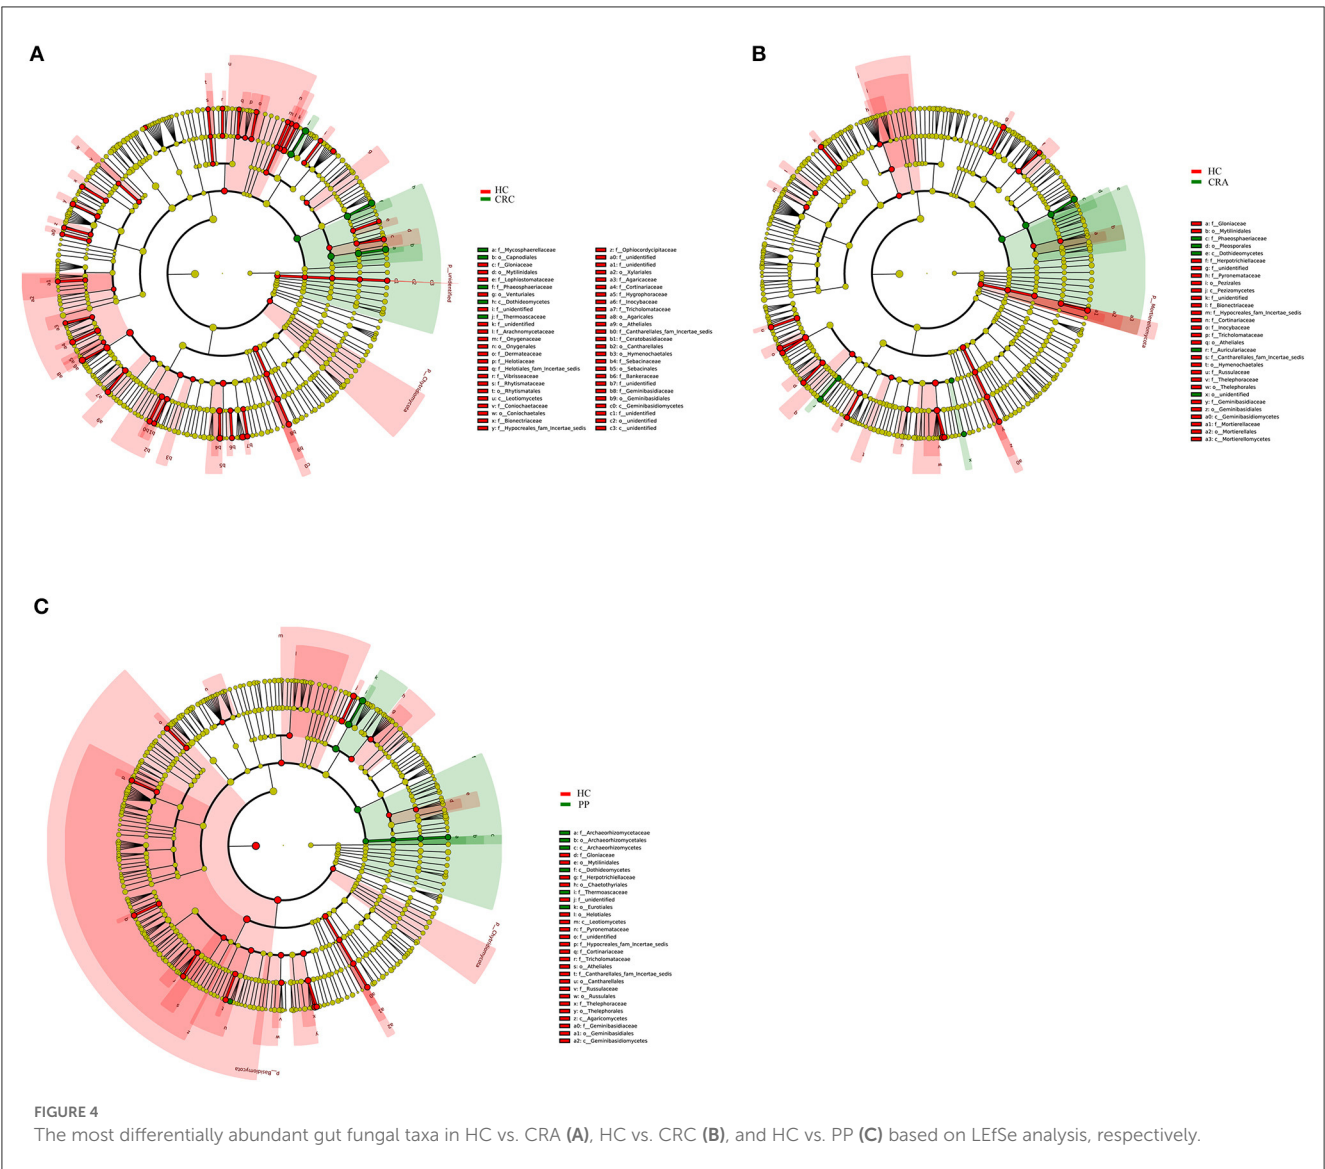 A
HC
CRC
a: f__Mycosphaerellaceae
b: o__Capnodiales
c: f__Gloniaceae
d: o__Mytilinidales
e: f__Lophiostomataceae
f: f__Phaeosphaeriaceae
g: o__Venturiales
h: c__Dothideomycetes
i: f__unidentified
j: f__Thermoascaceae
k: f__unidentified
l: f__Arachnomycetaceae
m: f__Onygenaceae
n: o__Onygenales
o: f__Dermateaceae
p: f__Helotiaceae
q: f__Helotiales_fam_Incertae_sedis
r: f__Vibrisseaceae
s: f__Rhytismataceae
t: o__Rhytismatales
u: c__Leotiomycetes
v: f__Coniochaetaceae
w: o__Coniochaetales
x: f__Bionectriaceae
y: f__Hypocreales_fam_Incertae_sedis
z: f__Ophiocordycipitaceae
a0: f__unidentified
a1: f__unidentified
a2: o__Xylariales
a3: f__Agaricaceae
a4: f__Cortinariaceae
a5: f__Hygrophoraceae
a6: f__Inocybaceae
a7: f__Tricholomataceae
a8: o__Agaricales
a9: o__Atheliales
b0: f__Cantharellales_fam_Incertae_sedis
b1: f__Ceratobasidiaceae
b2: o__Cantharellales
b3: o__Hymenochaetales
b4: f__Sebacinaceae
b5: o__Sebacinales
b6: f__Bankeraceae
b7: f__unidentified
b8: f__Geminibasidiaceae
b9: o__Geminibasidiales
c0: c__Geminibasidiomycetes
c1: f__unidentified
c2: o__unidentified
c3: c__unidentified
p__unidentified
p__Chytridiomycota
B
HC
CRA
a: f__Gloniaceae
b: o__Mytilinidales
c: f__Phaeosphaeriaceae
d: o__Pleosporales
e: c__Dothideomycetes
f: f__Herpotrichiellaceae
g: f__unidentified
h: f__Pyronemataceae
i: o__Pezizales
j: c__Pezizomycetes
k: f__unidentified
l: f__Bionectriaceae
m: f__Hypocreales_fam_Incertae_sedis
n: f__Cortinariaceae
o: f__Inocybaceae
p: f__Tricholomataceae
q: o__Atheliales
r: f__Auriculariaceae
s: f__Cantharellales_fam_Incertae_sedis
t: o__Hymenochaetales
u: f__Russulaceae
v: f__Thelephoraceae
w: o__Thelephorales
x: o__unidentified
y: f__Geminibasidiaceae
z: o__Geminibasidiales
a0: c__Geminibasidiomycetes
a1: f__Mortierellaceae
a2: o__Mortierellales
a3: c__Mortierellomycetes
p__Mortierellomycota
C
HC
PP
a: f__Archaeorhizomycetaceae
b: o__Archaeorhizomycetales
c: c__Archaeorhizomycetes
d: f__Gloniaceae
e: o__Mytilinidales
f: c__Dothideomycetes
g: f__Herpotrichiellaceae
h: o__Chaetothyriales
i: f__Thermoascaceae
j: f__unidentified
k: o__Eurotiales
l: o__Helotiales
m: c__Leotiomycetes
n: f__Pyronemataceae
o: f__unidentified
p: f__Hypocreales_fam_Incertae_sedis
q: f__Cortinariaceae
r: f__Tricholomataceae
s: o__Atheliales
t: f__Cantharellales_fam_Incertae_sedis
u: o__Cantharellales
v: f__Russulaceae
w: o__Russulales
x: f__Thelephoraceae
y: o__Thelephorales
z: c__Agaricomycetes
a0: f__Geminibasidiaceae
a1: o__Geminibasidiales
a2: c__Geminibasidiomycetes
p__Chytridiomycota
p__Basidiomycota
FIGURE 4
The most differentially abundant gut fungal taxa in HC vs. CRA (A), HC vs. CRC (B), and HC vs. PP (C) based on LEfSe analysis, respectively.